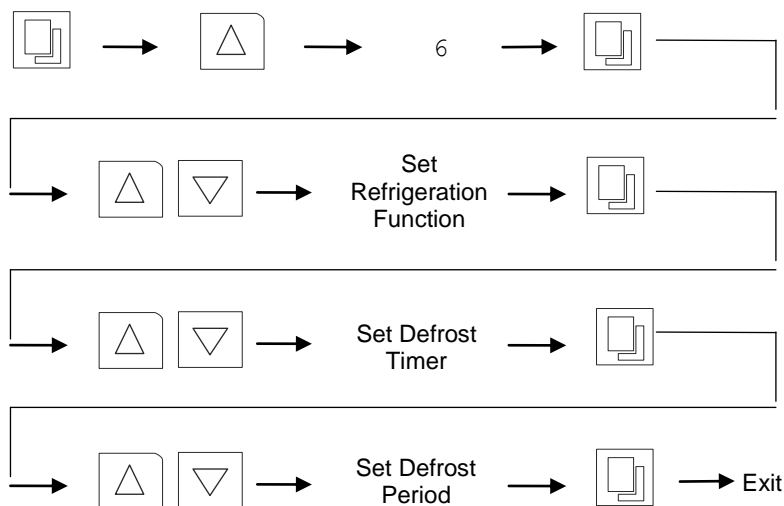 6
Set
Refrigeration
Function
Set Defrost
Timer
Set Defrost
Period
Exit